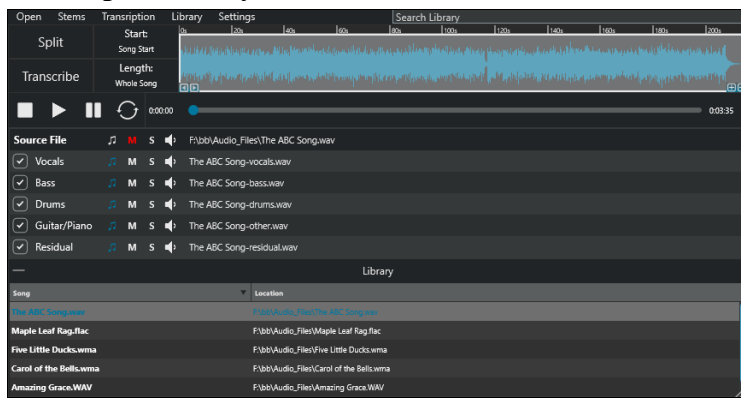 Open Stems Transription Library Settings Search Library
Split
Start:
Song Start
0s 20s 40s 60s 80s 100s 120s 140s 160s 180s 200s
Transcribe
Length:
Whole Song
0:00:00 0:03:35
Source File M S F:\bb\Audio_Files\The ABC Song.wav
Vocals M S The ABC Song-vocals.wav
Bass M S The ABC Song-bass.wav
Drums M S The ABC Song-drums.wav
Guitar/Piano M S The ABC Song-other.wav
Residual M S The ABC Song-residual.wav
Library
Song Location
The ABC Song.wav F:\bb\Audio_Files\The ABC Song.wav
Maple Leaf Rag.flac F:\bb\Audio_Files\Maple Leaf Rag.flac
Five Little Ducks.wma F:\bb\Audio_Files\Five Little Ducks.wma
Carol of the Bells.wma F:\bb\Audio_Files\Carol of the Bells.wma
Amazing Grace.WAV F:\bb\Audio_Files\Amazing Grace.WAV